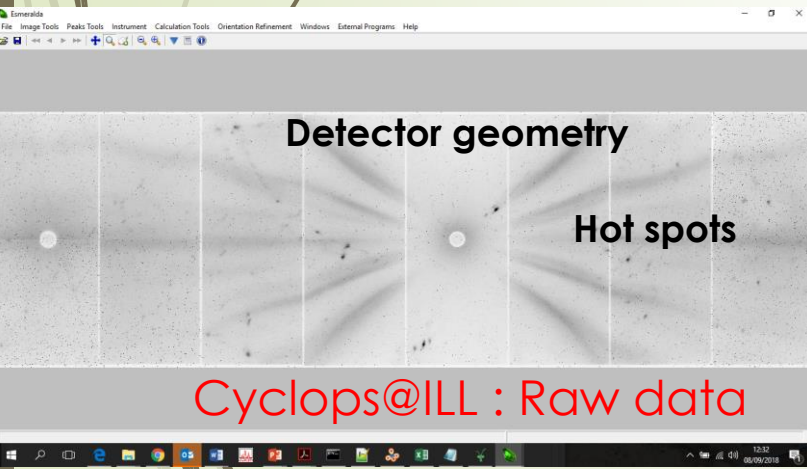 Esmeralda
File Image Tools Peaks Tools Instrument Calculation Tools Orientation Refinement Windows External Programs Help
Detector geometry
Hot spots
Cyclops@ILL : Raw data
12:32
08/09/2018